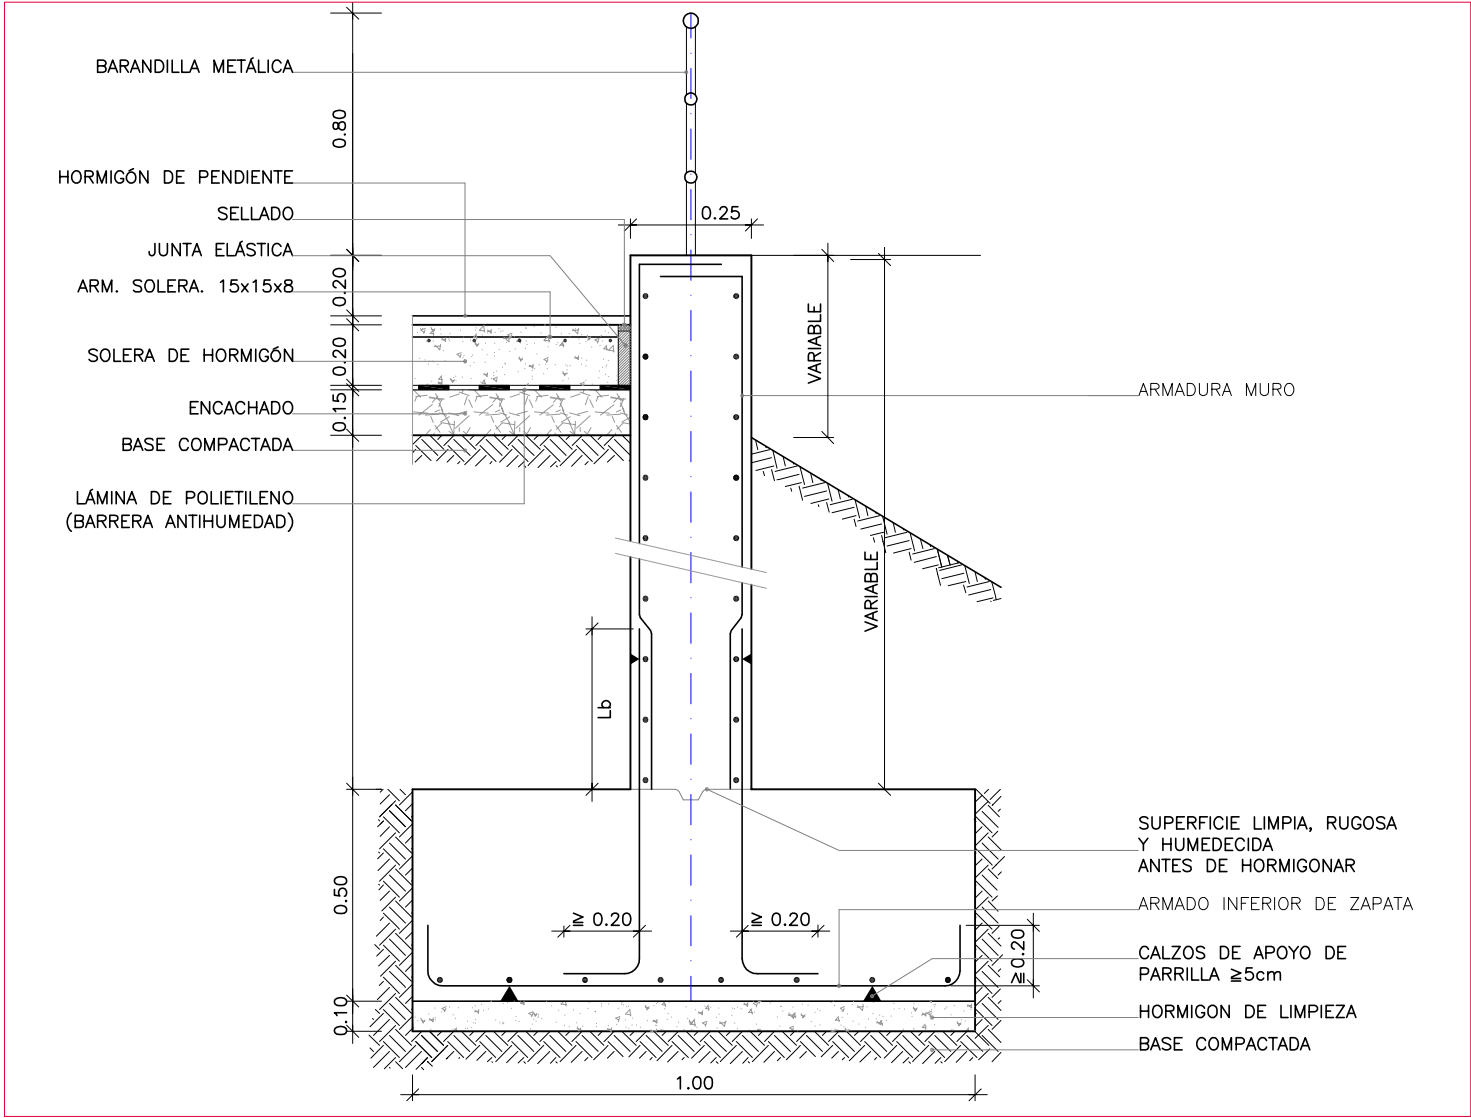 BARANDILLA METÁLICA
0.80
HORMIGÓN DE PENDIENTE
SELLADO
0.25
JUNTA ELÁSTICA
ARM. SOLERA. 15x15x8
0.20
SOLERA DE HORMIGÓN
0.20
VARIABLE
ARMADURA MURO
ENCACHADO
0.15
BASE COMPACTADA
LÁMINA DE POLIETILENO
(BARRERA ANTIHUMEDAD)
VARIABLE
Lb
SUPERFICIE LIMPIA, RUGOSA
Y HUMEDECIDA
ANTES DE HORMIGONAR
0.50
ARMADO INFERIOR DE ZAPATA
≧ 0.20
≧ 0.20
≧0.20
CALZOS DE APOYO DE
PARRILLA ≧5cm
0.10
HORMIGON DE LIMPIEZA
BASE COMPACTADA
1.00